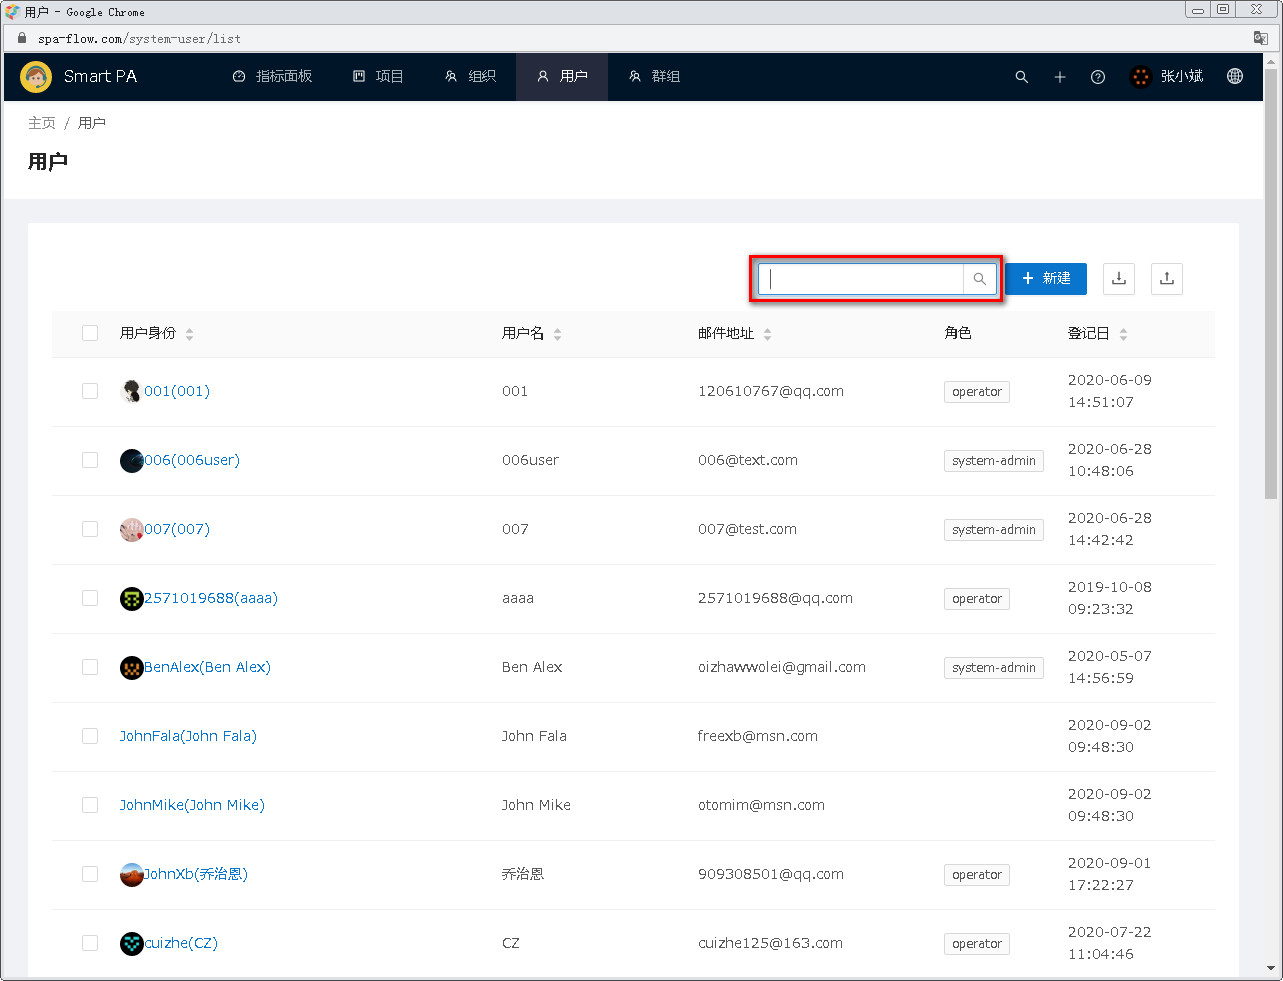 用户 - Google Chrome
spa-flow.com/system-user/list
Smart PA 指标面板 项目 组织 用户 群组 张小斌
主页 / 用户
用户
新建
用户身份 用户名 邮件地址 角色 登记日
001(001) 001 120610767@qq.com operator 2020-06-09 14:51:07
006(006user) 006user 006@text.com system-admin 2020-06-28 10:48:06
007(007) 007 007@test.com system-admin 2020-06-28 14:42:42
2571019688(aaaa) aaaa 2571019688@qq.com operator 2019-10-08 09:23:32
BenAlex(Ben Alex) Ben Alex oizhawwolei@gmail.com system-admin 2020-05-07 14:56:59
JohnFala(John Fala) John Fala freexb@msn.com 2020-09-02 09:48:30
JohnMike(John Mike) John Mike otomim@msn.com 2020-09-02 09:48:30
JohnXb(乔治恩) 乔治恩 909308501@qq.com operator 2020-09-01 17:22:27
cuizhe(CZ) CZ cuizhe125@163.com operator 2020-07-22 11:04:46